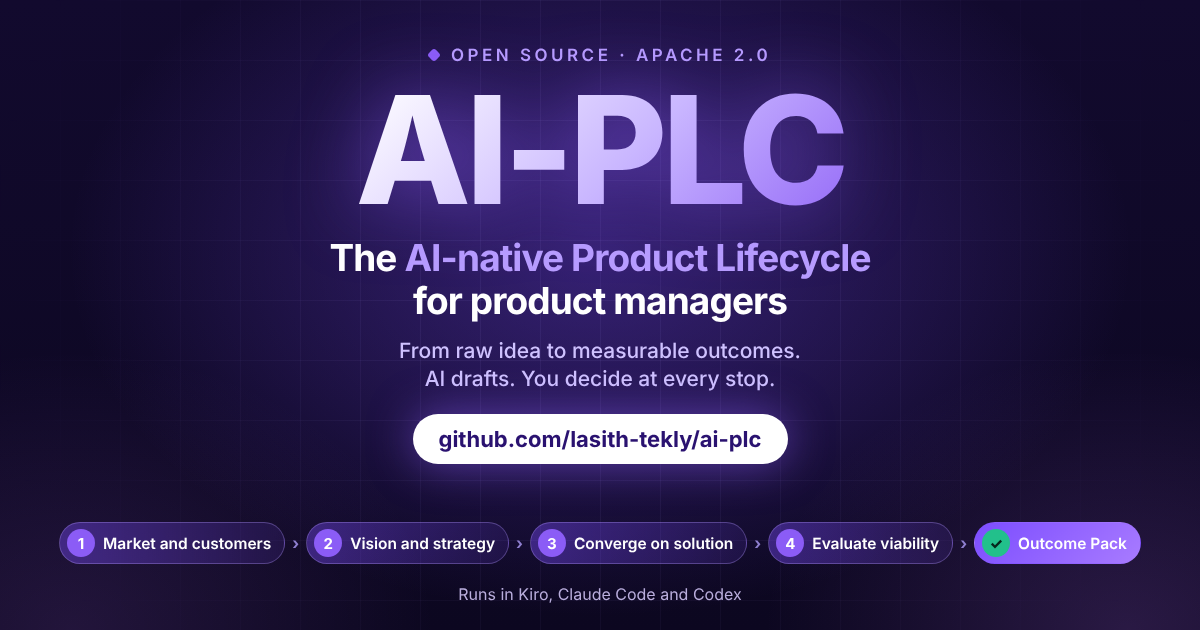 OPEN SOURCE · APACHE 2.0
AI-PLC
The AI-native Product Lifecycle
for product managers
From raw idea to measurable outcomes.
AI drafts. You decide at every stop.
github.com/lasith-tekly/ai-plc
1 Market and customers › 2 Vision and strategy › 3 Converge on solution › 4 Evaluate viability › ✓ Outcome Pack
Runs in Kiro, Claude Code and Codex